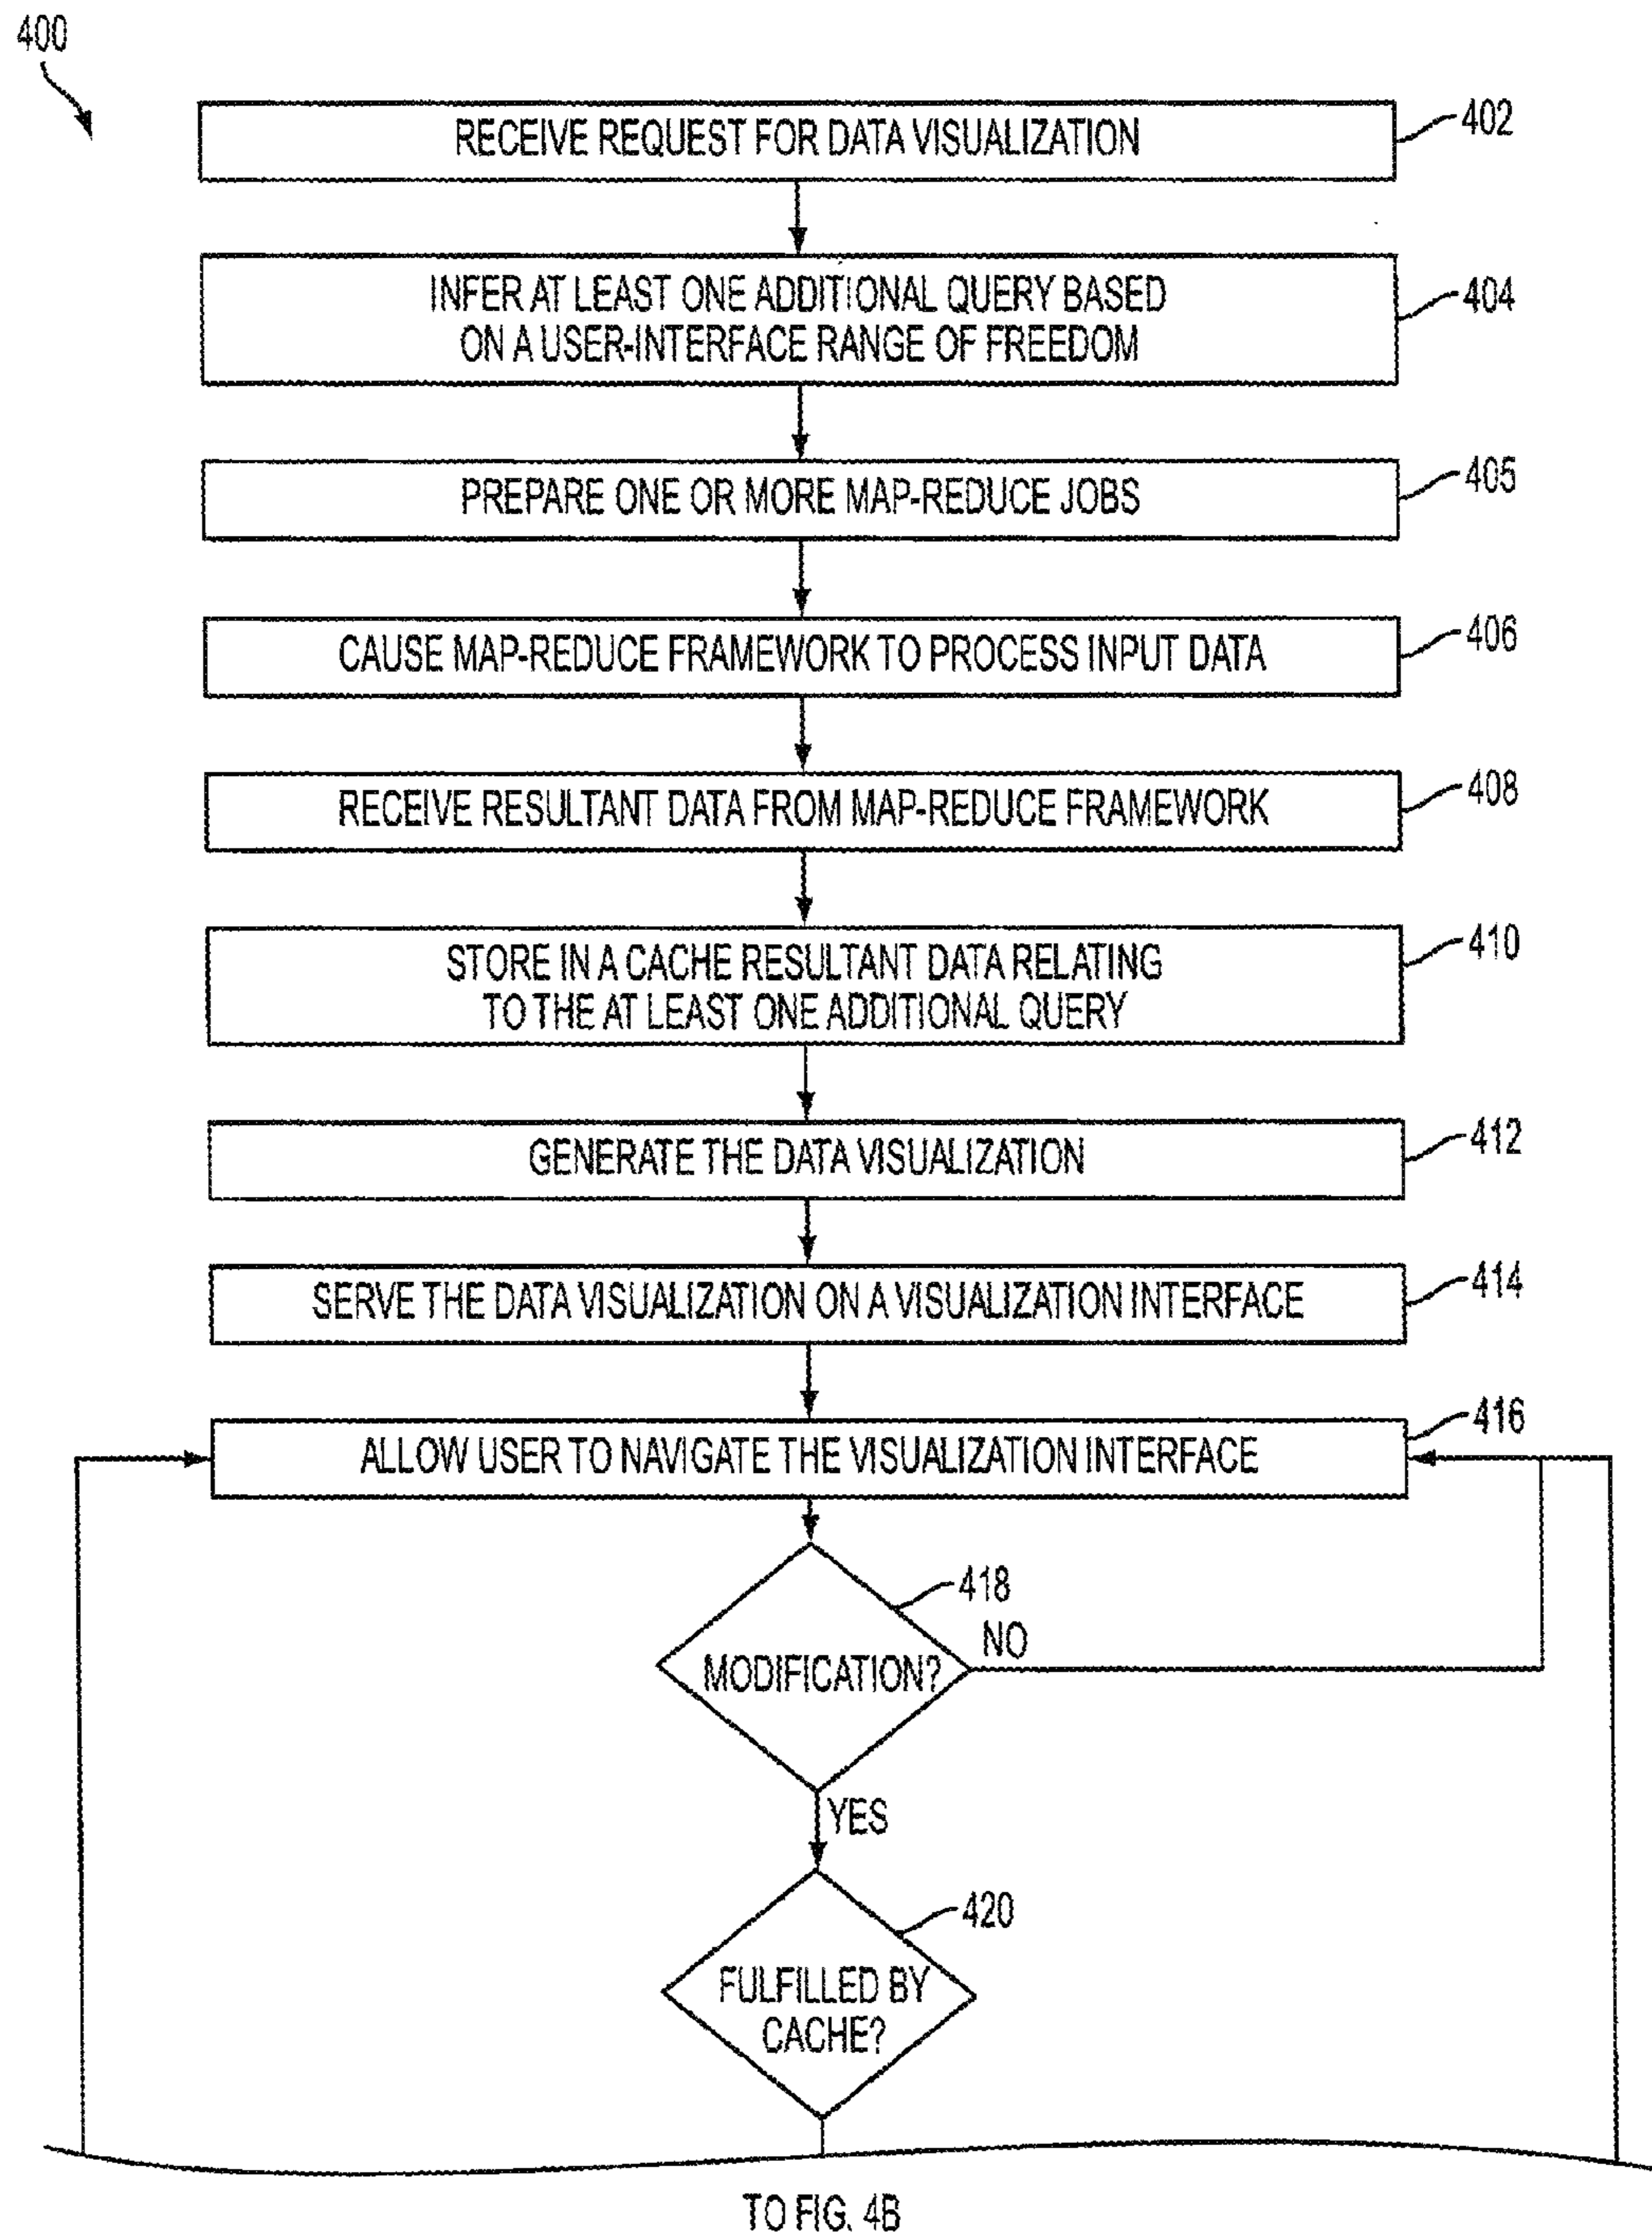 400
RECEIVE REQUEST FOR DATA VISUALIZATION
402
INFER AT LEAST ONE ADDITIONAL QUERY BASED
ON A USER-INTERFACE RANGE OF FREEDOM
404
PREPARE ONE OR MORE MAP-REDUCE JOBS
405
CAUSE MAP-REDUCE FRAMEWORK TO PROCESS INPUT DATA
406
RECEIVE RESULTANT DATA FROM MAP-REDUCE FRAMEWORK
408
STORE IN A CACHE RESULTANT DATA RELATING
TO THE AT LEAST ONE ADDITIONAL QUERY
410
GENERATE THE DATA VISUALIZATION
412
SERVE THE DATA VISUALIZATION ON A VISUALIZATION INTERFACE
414
ALLOW USER TO NAVIGATE THE VISUALIZATION INTERFACE
416
418
NO
MODIFICATION?
YES
420
FULFILLED BY
CACHE?
TO FIG. 4B